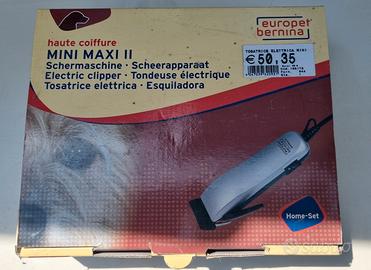 europet
bernina
haute coiffure
MINI MAXI II
Schermaschine · Scheerapparaat
Electric clipper · Tondeuse électrique
Tosatrice elettrica · Esquiladora
TOSATRICE ELETTRICA MINI
€50,35
Home-Set